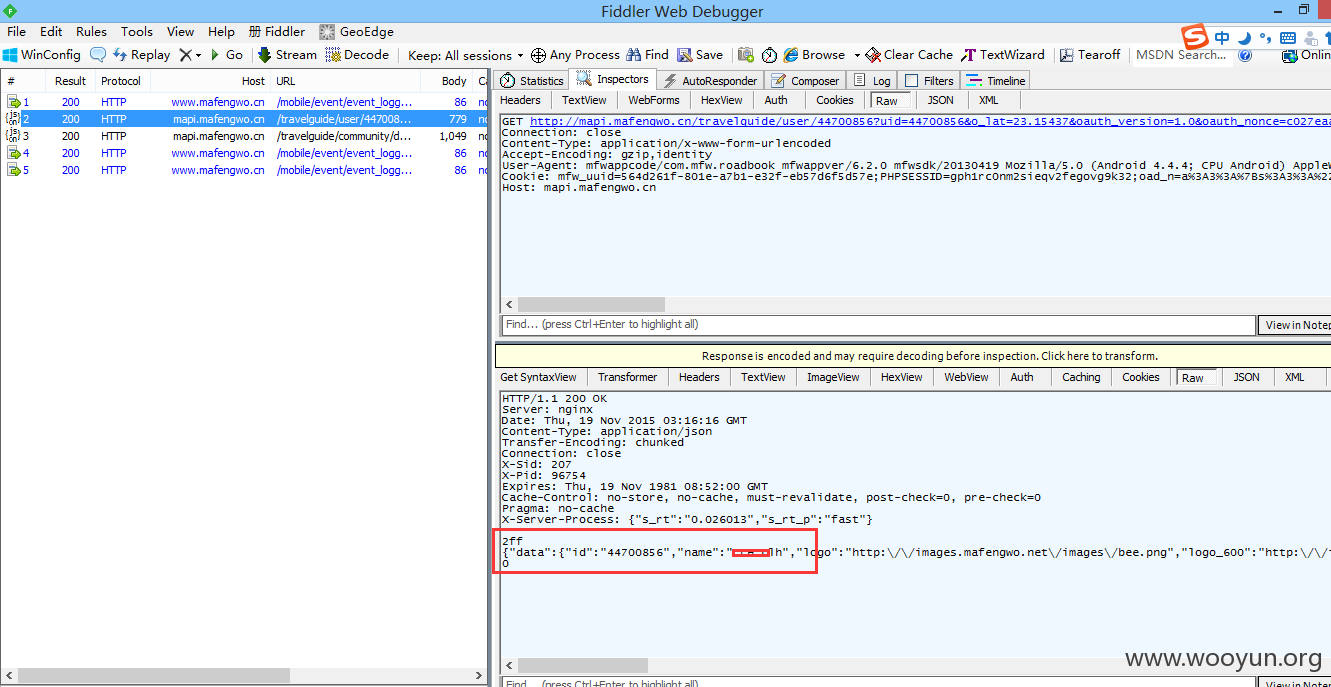 Fiddler Web Debugger
File Edit Rules Tools View Help Fiddler GeoEdge
WinConfig Replay Go Stream Decode Keep: All sessions Any Process Find Save Browse Clear Cache TextWizard Tearoff MSDN Search... Onlin
中
# Result Protocol Host URL Body Ca
1 200 HTTP www.mafengwo.cn /mobile/event/event_logg... 86 no
2 200 HTTP mapi.mafengwo.cn /travelguide/user/447008... 779 no
3 200 HTTP mapi.mafengwo.cn /travelguide/community/d... 1,049 no
4 200 HTTP www.mafengwo.cn /mobile/event/event_logg... 86 no
5 200 HTTP www.mafengwo.cn /mobile/event/event_logg... 86 no
Statistics Inspectors AutoResponder Composer Log Filters Timeline
Headers TextView WebForms HexView Auth Cookies Raw JSON XML
GET http://mapi.mafengwo.cn/travelguide/user/44700856?uid=44700856&o_lat=23.15437&oauth_version=1.0&oauth_nonce=c027eaa
Connection: close
Content-Type: application/x-www-form-urlencoded
Accept-Encoding: gzip,identity
User-Agent: mfwappcode/com.mfw.roadbook mfwappver/6.2.0 mfwsdk/20130419 Mozilla/5.0 (Android 4.4.4; CPU Android) AppleW
Cookie: mfw_uuid=564d261f-801e-a7b1-e32f-eb57d6f5d57e;PHPSESSID=gph1rc0nm2sieqv2fegovg9k32;oad_n=a%3A3%3A%7Bs%3A3%3A%22
Host: mapi.mafengwo.cn
Find... (press Ctrl+Enter to highlight all) View in Notep
Response is encoded and may require decoding before inspection. Click here to transform.
Get SyntaxView Transformer Headers TextView ImageView HexView WebView Auth Caching Cookies Raw JSON XML
HTTP/1.1 200 OK
Server: nginx
Date: Thu, 19 Nov 2015 03:16:16 GMT
Content-Type: application/json
Transfer-Encoding: chunked
Connection: close
X-Sid: 207
X-Pid: 96754
Expires: Thu, 19 Nov 1981 08:52:00 GMT
Cache-Control: no-store, no-cache, must-revalidate, post-check=0, pre-check=0
Pragma: no-cache
X-Server-Process: {"s_rt":"0.026013","s_rt_p":"fast"}
2ff
{"data":{"id":"44700856","name":" lh","logo":"http:\/\/images.mafengwo.net\/images\/bee.png","logo_600":"http:\/\/i
0
www.wooyun.org
Find... (press Ctrl+Enter to highlight all) View in Notep